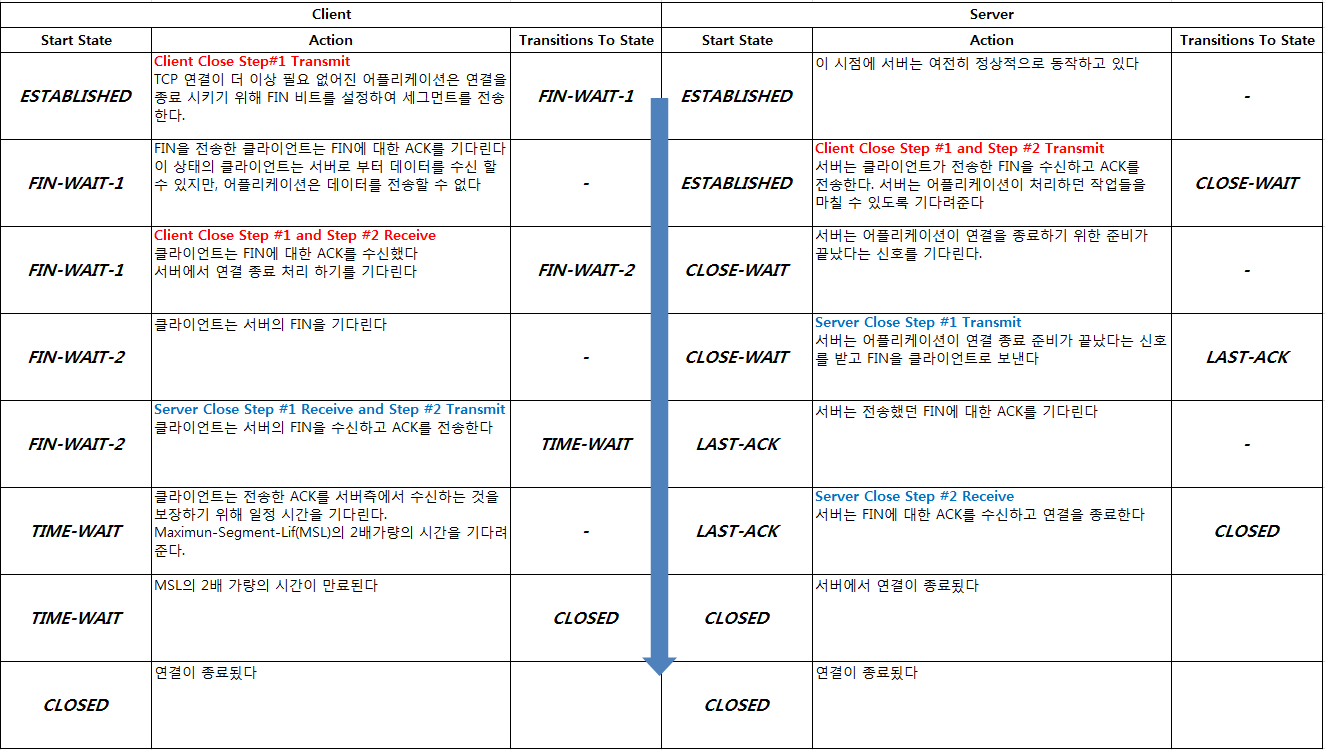 Client
Server
Start State
Action
Transitions To State
Start State
Action
Transitions To State
ESTABLISHED
Client Close Step#1 Transmit
TCP 연결이 더 이상 필요 없어진 어플리케이션은 연결을
종료 시키기 위해 FIN 비트를 설정하여 세그먼트를 전송
한다.
FIN-WAIT-1
ESTABLISHED
이 시점에 서버는 여전히 정상적으로 동작하고 있다
-
FIN-WAIT-1
FIN을 전송한 클라이언트는 FIN에 대한 ACK를 기다린다
이 상태의 클라이언트는 서버로 부터 데이터를 수신 할
수 있지만, 어플리케이션은 데이터를 전송할 수 없다
-
ESTABLISHED
Client Close Step #1 and Step #2 Transmit
서버는 클라이언트가 전송한 FIN을 수신하고 ACK를
전송한다. 서버는 어플리케이션이 처리하던 작업들을
마칠 수 있도록 기다려준다
CLOSE-WAIT
FIN-WAIT-1
Client Close Step #1 and Step #2 Receive
클라이언트는 FIN에 대한 ACK를 수신했다
서버에서 연결 종료 처리 하기를 기다린다
FIN-WAIT-2
CLOSE-WAIT
서버는 어플리케이션이 연결을 종료하기 위한 준비가
끝났다는 신호를 기다린다.
-
FIN-WAIT-2
클라이언트는 서버의 FIN을 기다린다
-
CLOSE-WAIT
Server Close Step #1 Transmit
서버는 어플리케이션이 연결 종료 준비가 끝났다는 신호
를 받고 FIN을 클라이언트로 보낸다
LAST-ACK
FIN-WAIT-2
Server Close Step #1 Receive and Step #2 Transmit
클라이언트는 서버의 FIN을 수신하고 ACK를 전송한다
TIME-WAIT
LAST-ACK
서버는 전송했던 FIN에 대한 ACK를 기다린다
-
TIME-WAIT
클라이언트는 전송한 ACK를 서버측에서 수신하는 것을
보장하기 위해 일정 시간을 기다린다.
Maximun-Segment-Lif(MSL)의 2배가량의 시간을 기다려
준다.
-
LAST-ACK
Server Close Step #2 Receive
서버는 FIN에 대한 ACK를 수신하고 연결을 종료한다
CLOSED
TIME-WAIT
MSL의 2배 가량의 시간이 만료된다
CLOSED
CLOSED
서버에서 연결이 종료됬다
CLOSED
연결이 종료됬다
CLOSED
연결이 종료됬다